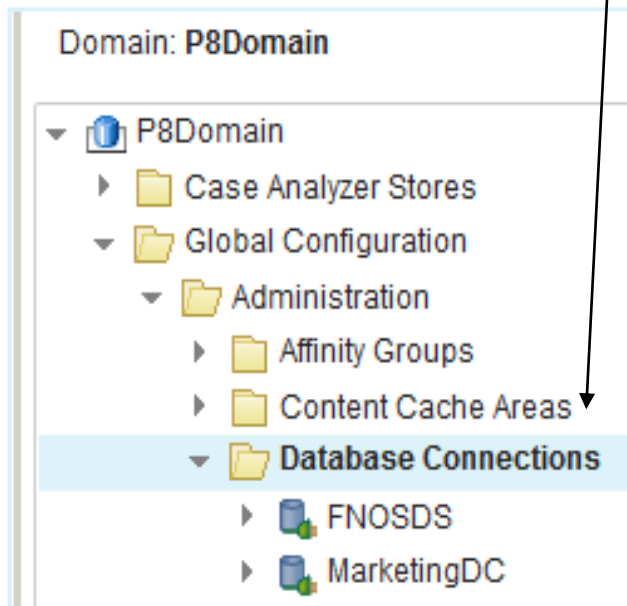 Domain: P8Domain
P8Domain
Case Analyzer Stores
Global Configuration
Administration
Affinity Groups
Content Cache Areas
Database Connections
FNOSDS
MarketingDC